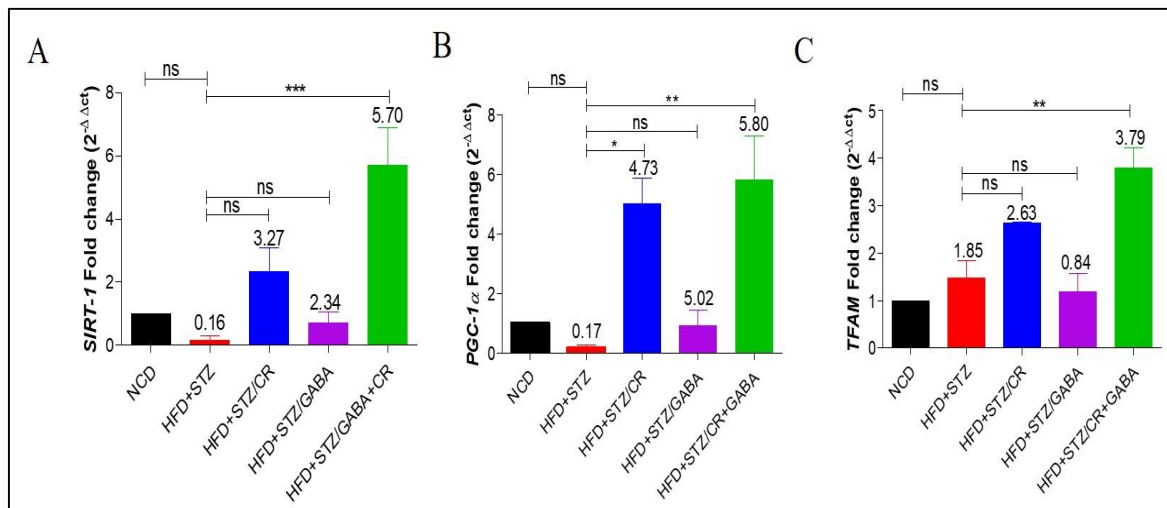 A
SIRT-1 Fold change (2-ΔΔct)
8
6
4
2
0
ns
***
ns
ns
0.16
3.27
2.34
5.70
NCD
HFD+STZ
HFD+STZ/CR
HFD+STZ/GABA
HFD+STZ/GABA+CR
B
PGC-1α Fold change (2-ΔΔct)
8
6
4
2
0
ns
**
ns
*
0.17
4.73
5.02
5.80
NCD
HFD+STZ
HFD+STZ/CR
HFD+STZ/GABA
HFD+STZ/CR+GABA
C
TFAM Fold change (2-ΔΔct)
5
4
3
2
1
0
ns
**
ns
ns
1.85
2.63
0.84
3.79
NCD
HFD+STZ
HFD+STZ/CR
HFD+STZ/GABA
HFD+STZ/CR+GABA